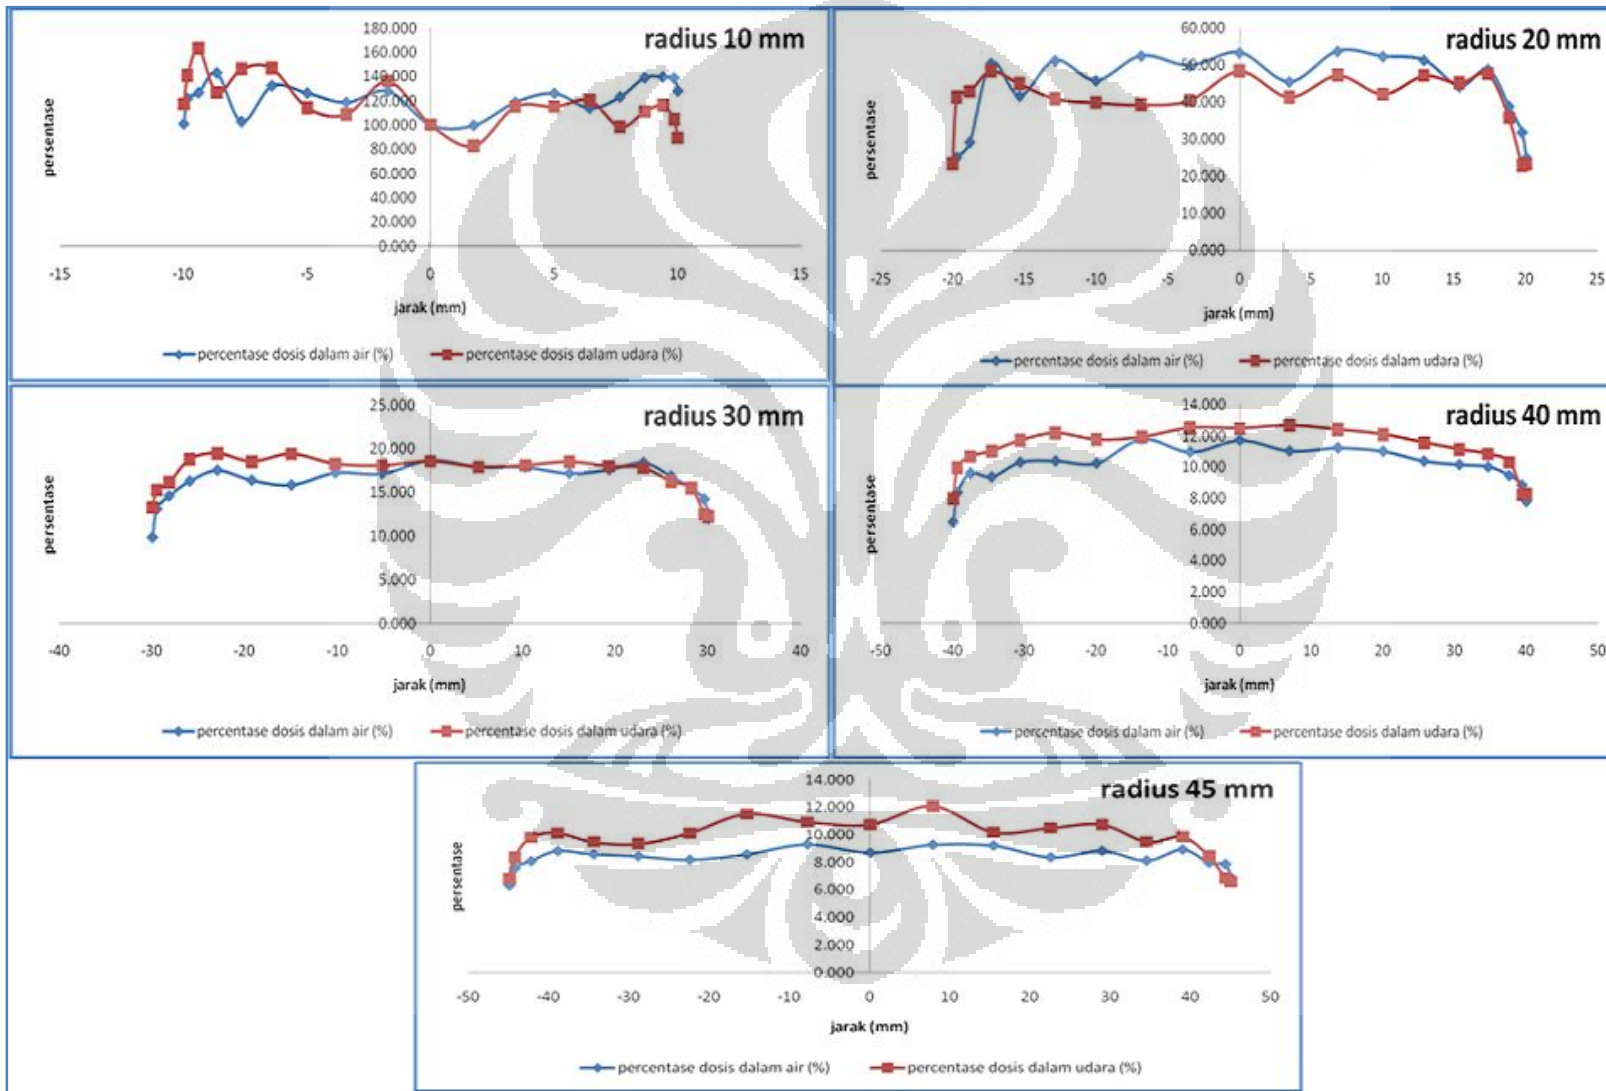 radius 10 mm
180.000
160.000
140.000
120.000
100.000
80.000
60.000
40.000
20.000
0.000
persentase
-15 -10 -5 0 5 10 15
jarak (mm)
percentase dosis dalam air (%) percentase dosis dalam udara (%)
radius 20 mm
60.000
50.000
40.000
30.000
20.000
10.000
0.000
persentase
-25 -20 -15 -10 -5 0 5 10 15 20 25
jarak (mm)
percentase dosis dalam air (%) percentase dosis dalam udara (%)
radius 30 mm
25.000
20.000
15.000
10.000
5.000
0.000
persentase
-40 -30 -20 -10 0 10 20 30 40
jarak (mm)
percentase dosis dalam air (%) percentase dosis dalam udara (%)
radius 40 mm
14.000
12.000
10.000
8.000
6.000
4.000
2.000
0.000
persentase
-50 -40 -30 -20 -10 0 10 20 30 40 50
jarak (mm)
percentase dosis dalam air (%) percentase dosis dalam udara (%)
radius 45 mm
14.000
12.000
10.000
8.000
6.000
4.000
2.000
0.000
persentase
-50 -40 -30 -20 -10 0 10 20 30 40 50
jarak (mm)
percentase dosis dalam air (%) percentase dosis dalam udara (%)